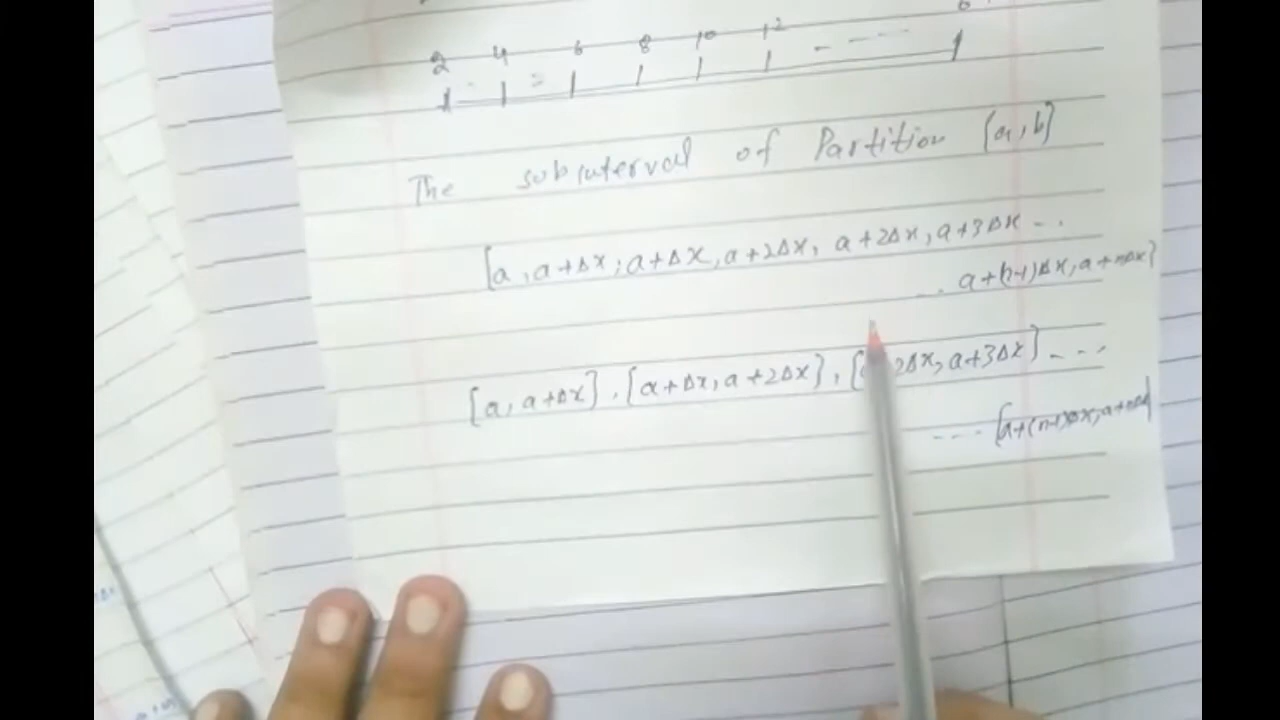 2 4 6 8 10 12
The subinterval of Partition [a, b]
[a, a+Δx, a+Δx, a+2Δx, a+2Δx, a+3Δx ...
... a+(n-1)Δx, a+nΔx]
[a, a+Δx], [a+Δx, a+2Δx], [ 2Δx, a+3Δx] ...
.... [a+(n-1)Δx, a+nΔx]